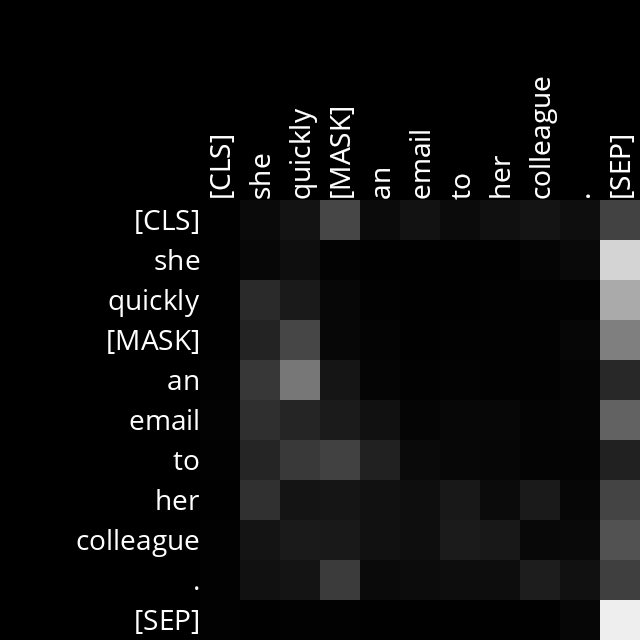 [CLS] she quickly [MASK] an email to her colleague . [SEP]
[CLS]
she
quickly
[MASK]
an
email
to
her
colleague
.
[SEP]